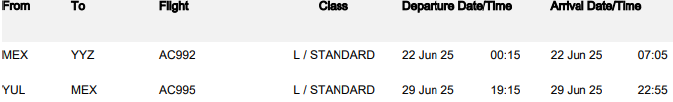 From To Flight Class Departure Date/Time Arrival Date/Time
MEX YYZ AC992 L / STANDARD 22 Jun 25 00:15 22 Jun 25 07:05
YUL MEX AC995 L / STANDARD 29 Jun 25 19:15 29 Jun 25 22:55